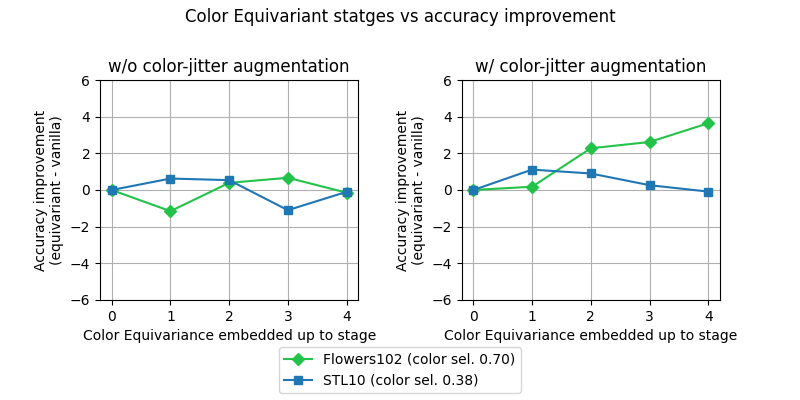 Color Equivariant statges vs accuracy improvement
w/o color-jitter augmentation
6
4
2
0
−2
−4
−6
Accuracy improvement
(equivariant - vanilla)
0 1 2 3 4
Color Equivariance embedded up to stage
w/ color-jitter augmentation
6
4
2
0
−2
−4
−6
Accuracy improvement
(equivariant - vanilla)
0 1 2 3 4
Color Equivariance embedded up to stage
Flowers102 (color sel. 0.70)
STL10 (color sel. 0.38)